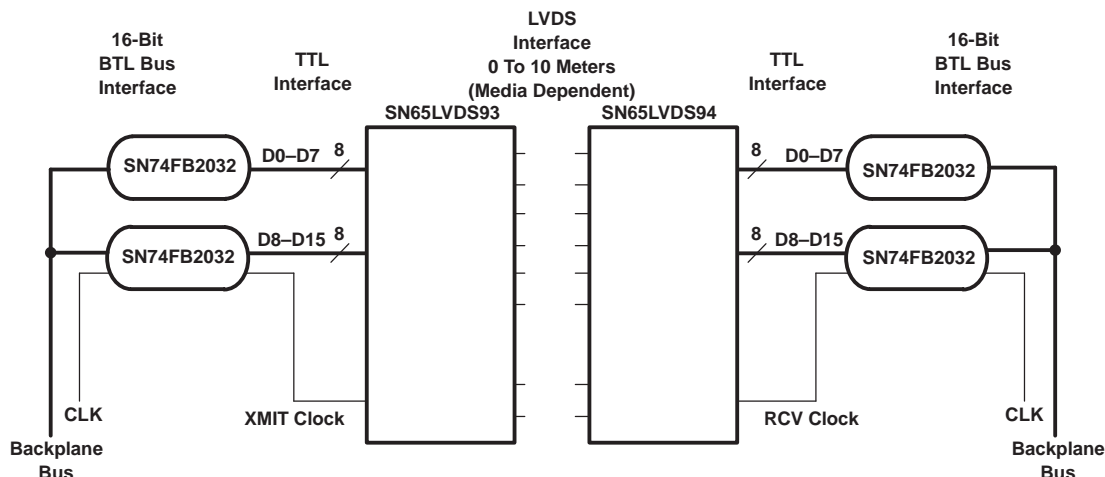 16-Bit
BTL Bus
Interface
TTL
Interface
LVDS
Interface
0 To 10 Meters
(Media Dependent)
TTL
Interface
16-Bit
BTL Bus
Interface
SN65LVDS93
SN65LVDS94
SN74FB2032
D0–D7
8
8
D0–D7
SN74FB2032
SN74FB2032
D8–D15
8
8
D8–D15
SN74FB2032
CLK
XMIT Clock
RCV Clock
CLK
Backplane
Bus
Backplane
Bus